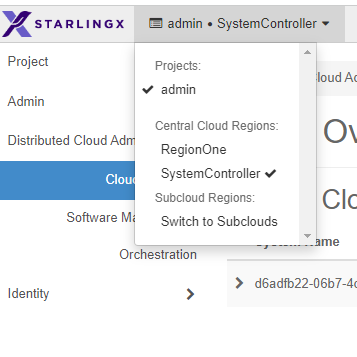 STARLINGX
admin • SystemController
Project
Admin
Distributed Cloud Adm
Cloud
Software Ma
Orchestration
Identity
Projects:
admin
Central Cloud Regions:
RegionOne
SystemController
Subcloud Regions:
Switch to Subclouds
Cloud Ad
Ov
Clo
System Name
d6adfb22-06b7-4c